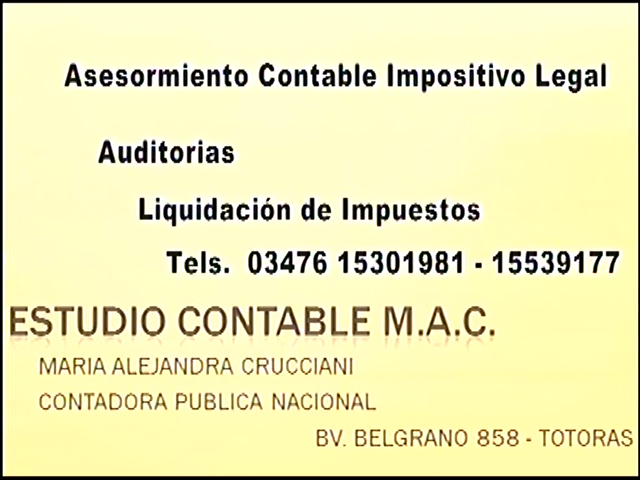 Asesormiento Contable Impositivo Legal
Auditorias
Liquidación de Impuestos
Tels. 03476 15301981 - 15539177
ESTUDIO CONTABLE M.A.C.
MARIA ALEJANDRA CRUCCIANI
CONTADORA PUBLICA NACIONAL
BV. BELGRANO 858 - TOTORAS